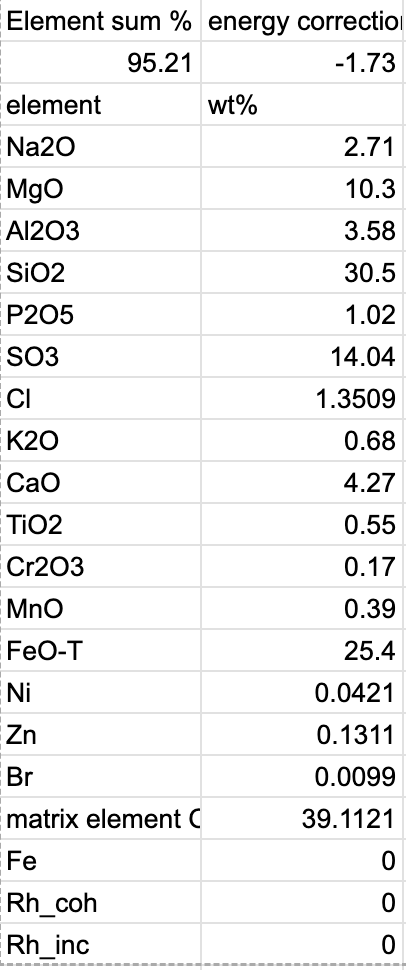 Element sum % energy correctio
95.21 -1.73
element wt%
Na2O 2.71
MgO 10.3
Al2O3 3.58
SiO2 30.5
P2O5 1.02
SO3 14.04
Cl 1.3509
K2O 0.68
CaO 4.27
TiO2 0.55
Cr2O3 0.17
MnO 0.39
FeO-T 25.4
Ni 0.0421
Zn 0.1311
Br 0.0099
matrix element 39.1121
Fe 0
Rh_coh 0
Rh_inc 0